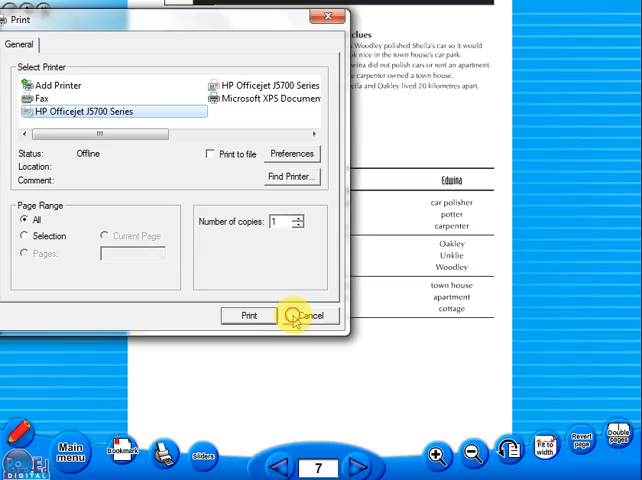 Print
General
Select Printer
Add Printer
HP Officejet J5700 Series
Fax
Microsoft XPS Documen
HP Officejet J5700 Series
Status: Offline
Location:
Comment:
Print to file
Preferences
Find Printer...
Page Range
All
Selection
Current Page
Pages:
Number of copies: 1
Print
Cancel
clues
Woodley polished Sheila's car so it would
nice in the town house's car park.
did not polish cars or rent an apartment.
carpenter owned a town house.
and Oakley lived 20 kilometres apart.
Edwina
car polisher
potter
carpenter
Oakley
Unklie
Woodley
town house
apartment
cottage
Main
menu
Bookmark
Sliders
7
Fit to
width
Revert
page
Double
pages
DIGITAL